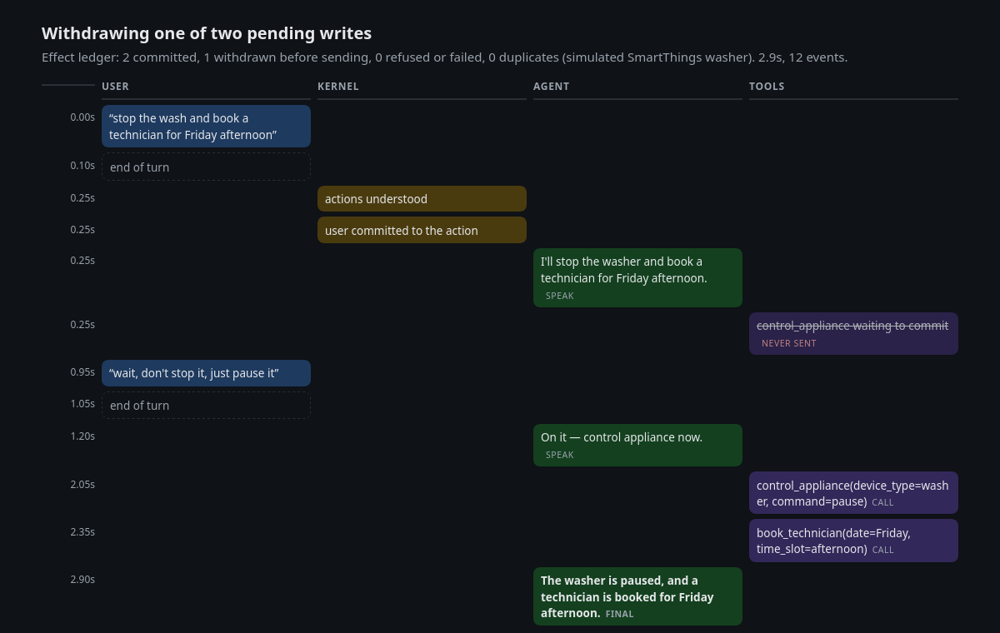 Withdrawing one of two pending writes
Effect ledger: 2 committed, 1 withdrawn before sending, 0 refused or failed, 0 duplicates (simulated SmartThings washer). 2.9s, 12 events.
USER KERNEL AGENT TOOLS
0.00s
“stop the wash and book a
technician for Friday afternoon”
0.10s
end of turn
0.25s
actions understood
0.25s
user committed to the action
0.25s
I'll stop the washer and book a
technician for Friday afternoon.
SPEAK
0.25s
control_appliance waiting to commit
NEVER SENT
0.95s
“wait, don't stop it, just pause it”
1.05s
end of turn
1.20s
On it — control appliance now.
SPEAK
2.05s
control_appliance(device_type=wash
er, command=pause) CALL
2.35s
book_technician(date=Friday,
time_slot=afternoon) CALL
2.90s
The washer is paused, and a
technician is booked for Friday
afternoon. FINAL